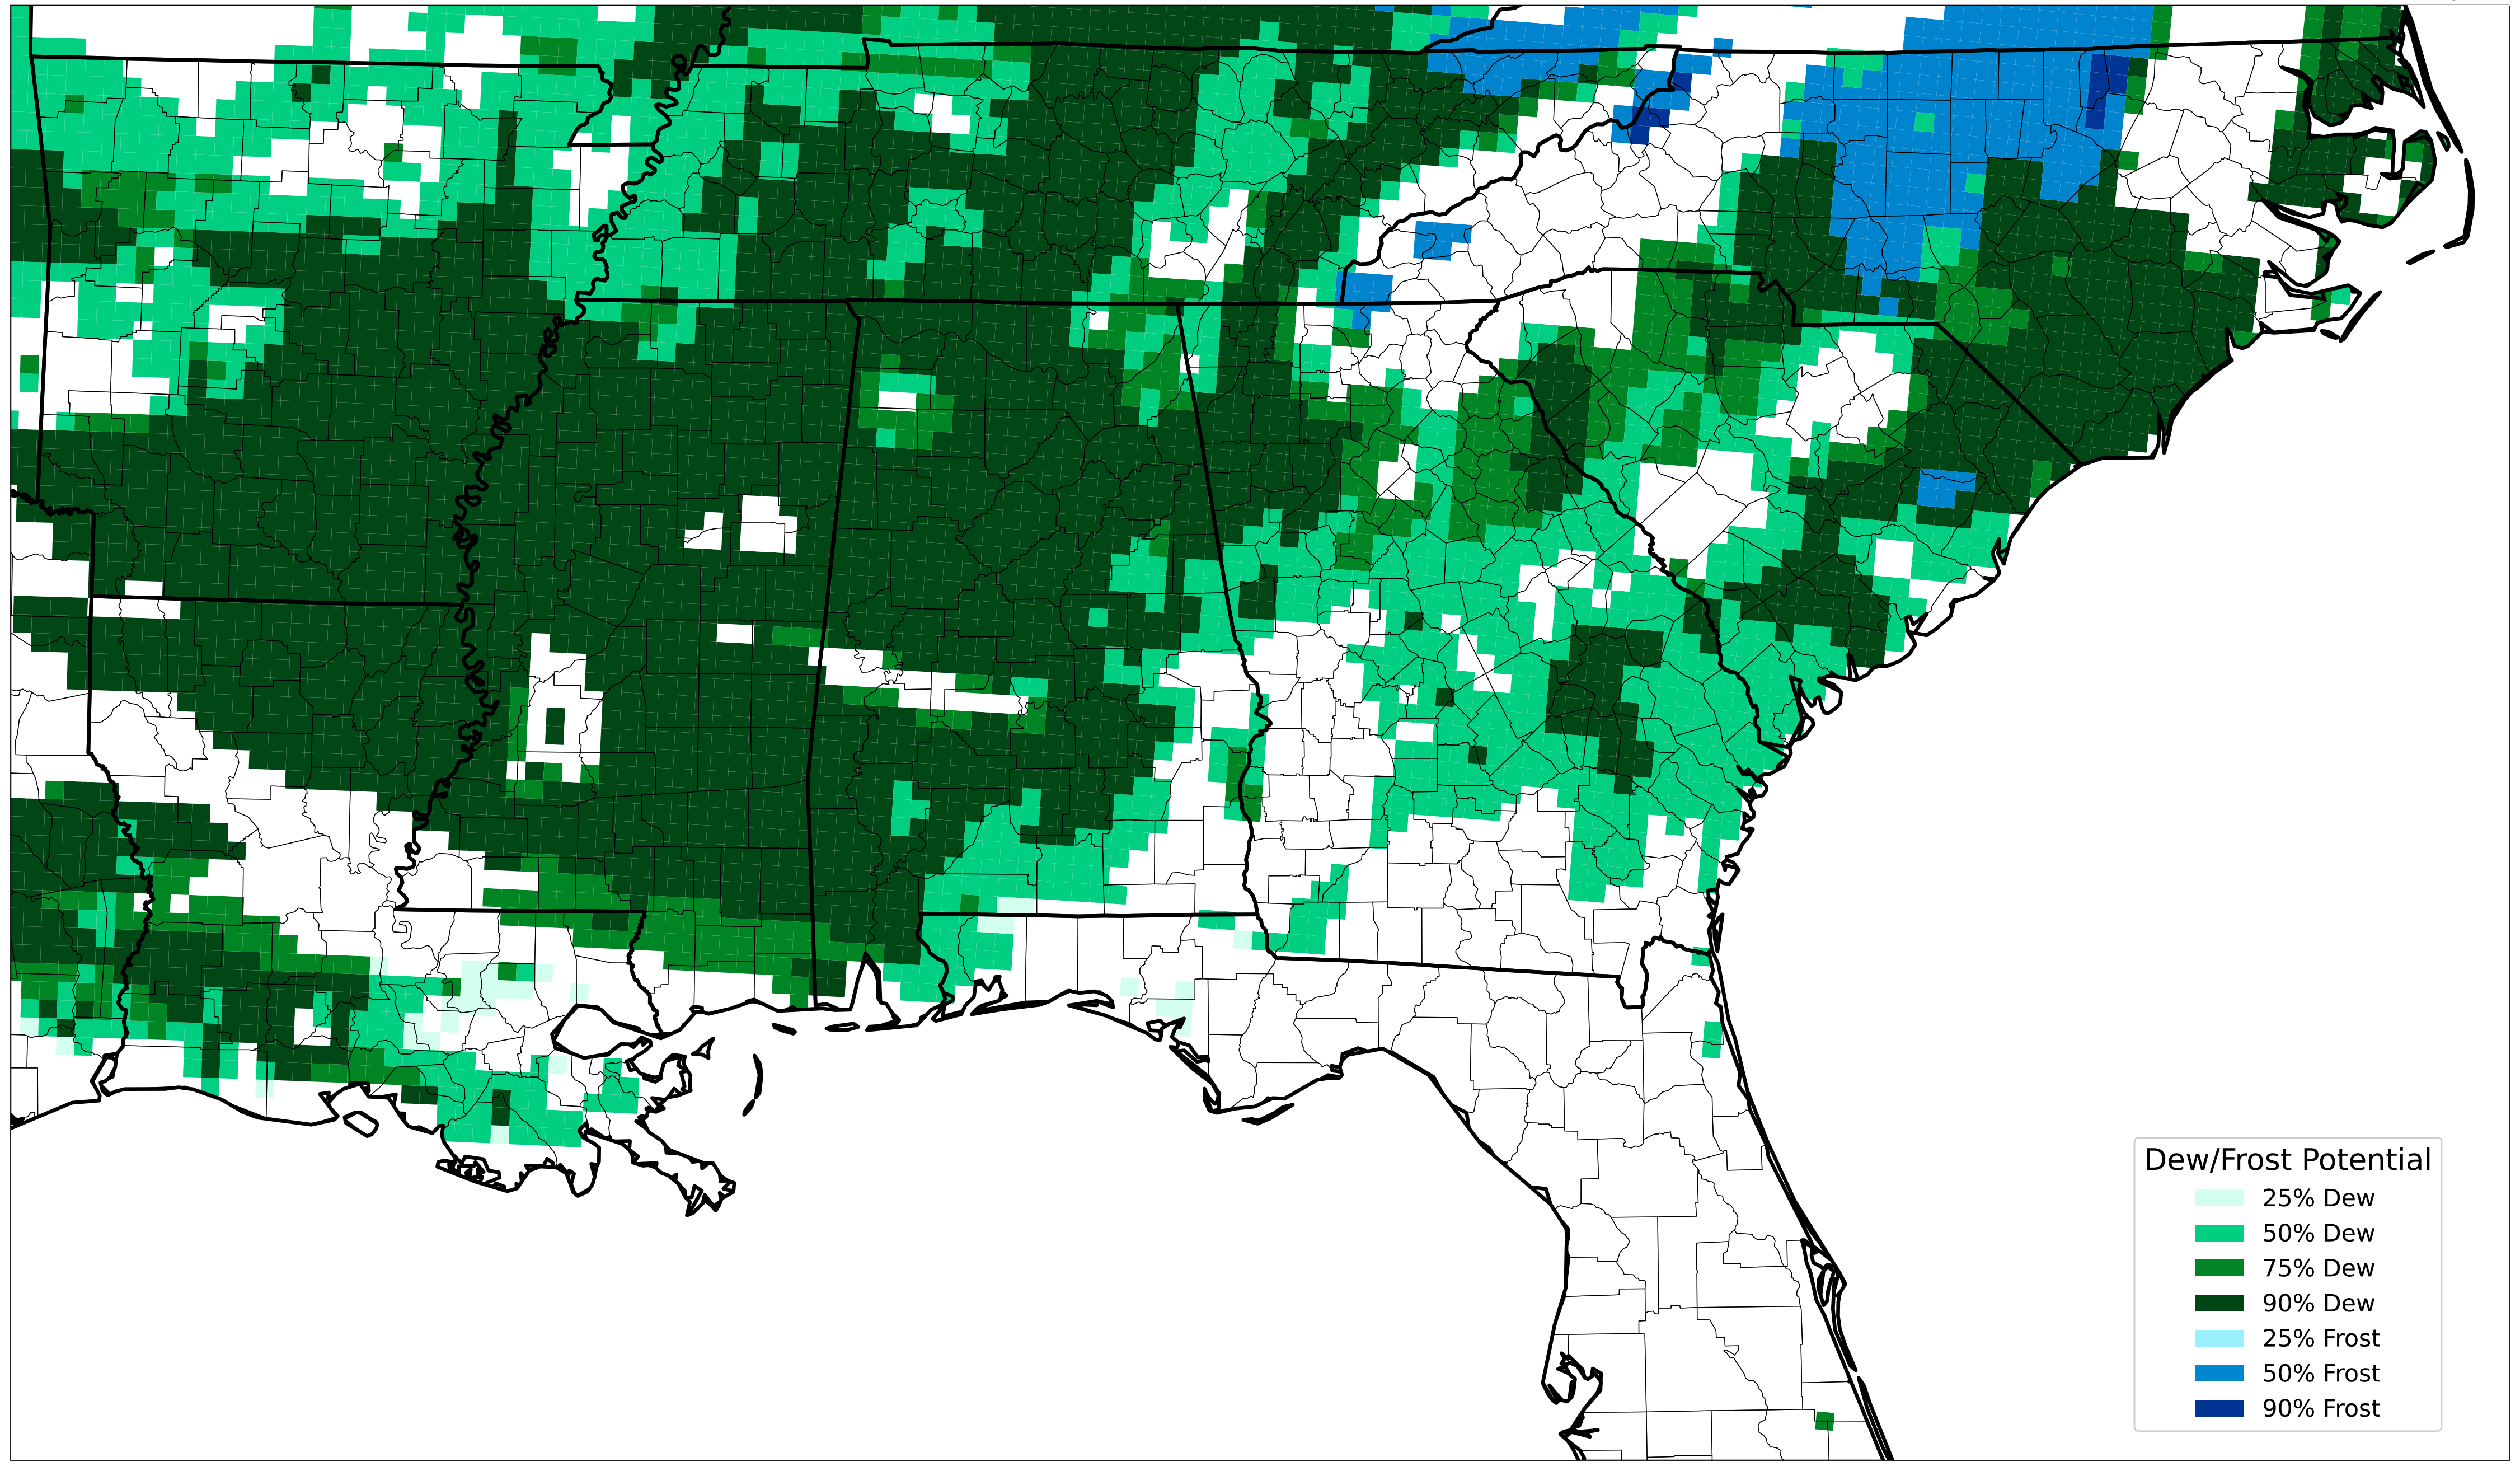 Dew/Frost Potential
25% Dew
50% Dew
75% Dew
90% Dew
25% Frost
50% Frost
90% Frost